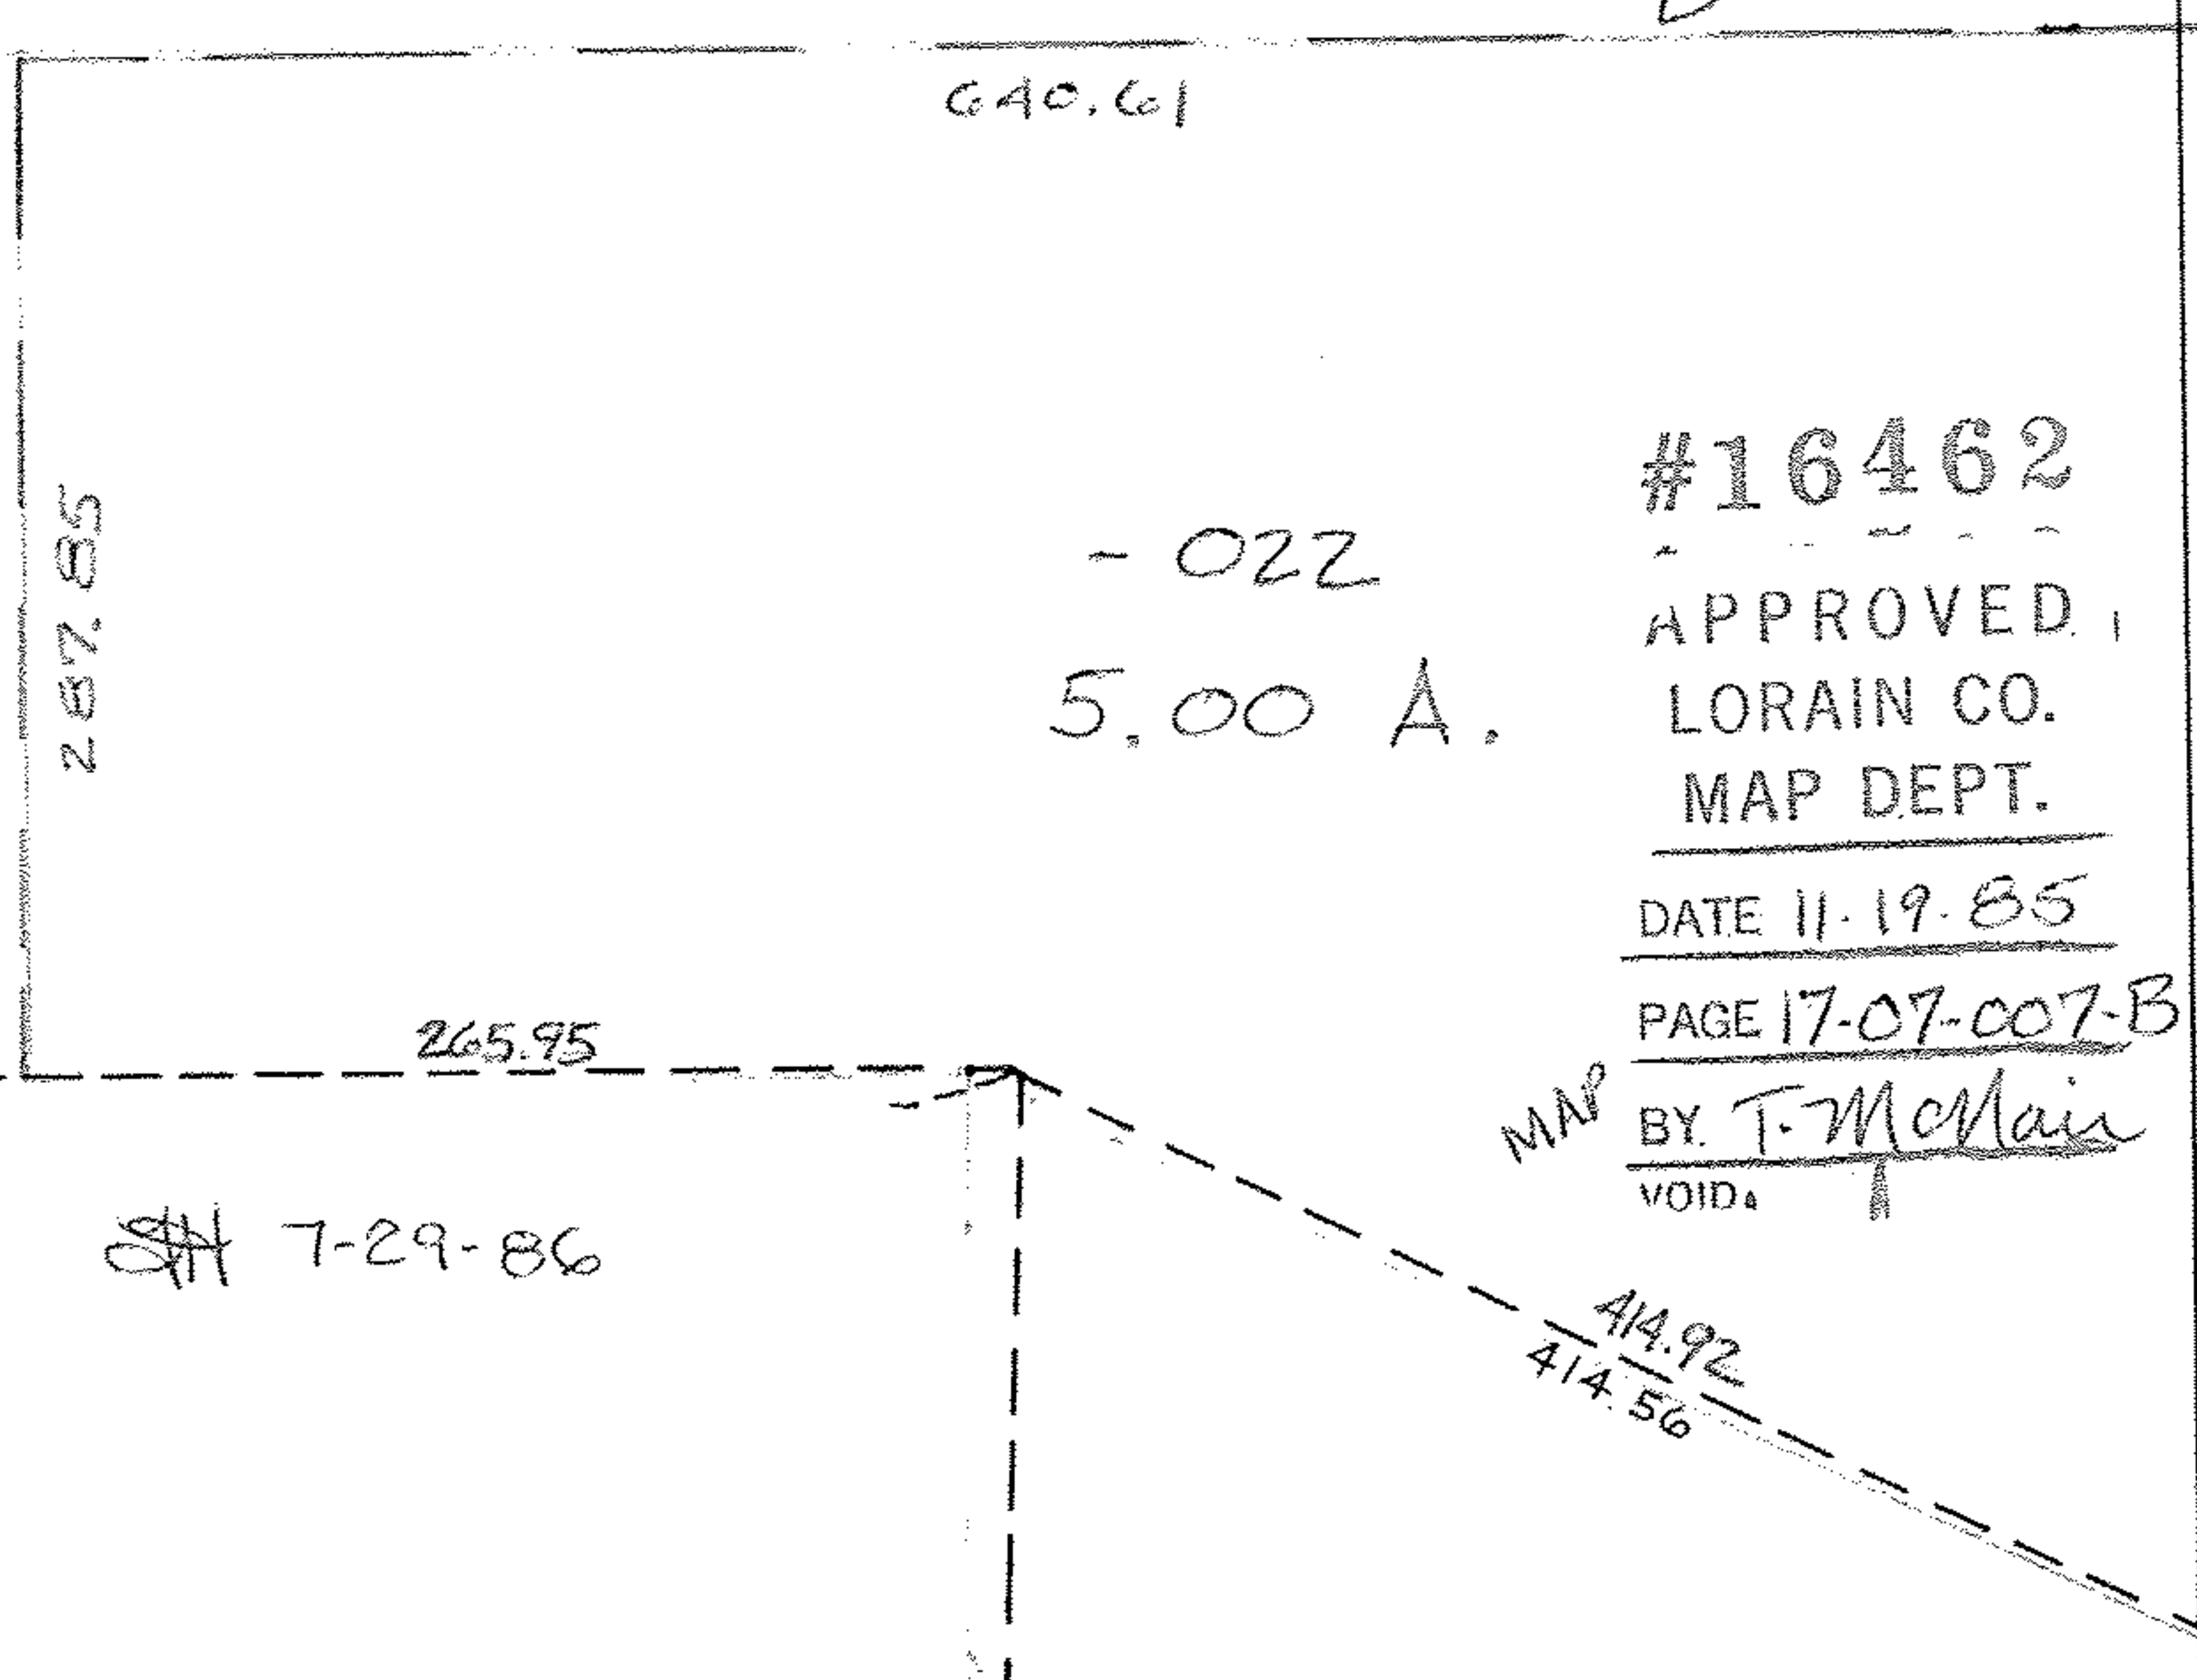 640.61
287.85
- 022
5.00 A.
#16462
APPROVED
LORAIN CO.
MAP DEPT.
DATE 11-19-85
PAGE 17-07-007-B
MAP
BY. T. McNair
VOID
265.95
7-29-86
414.92
414.56